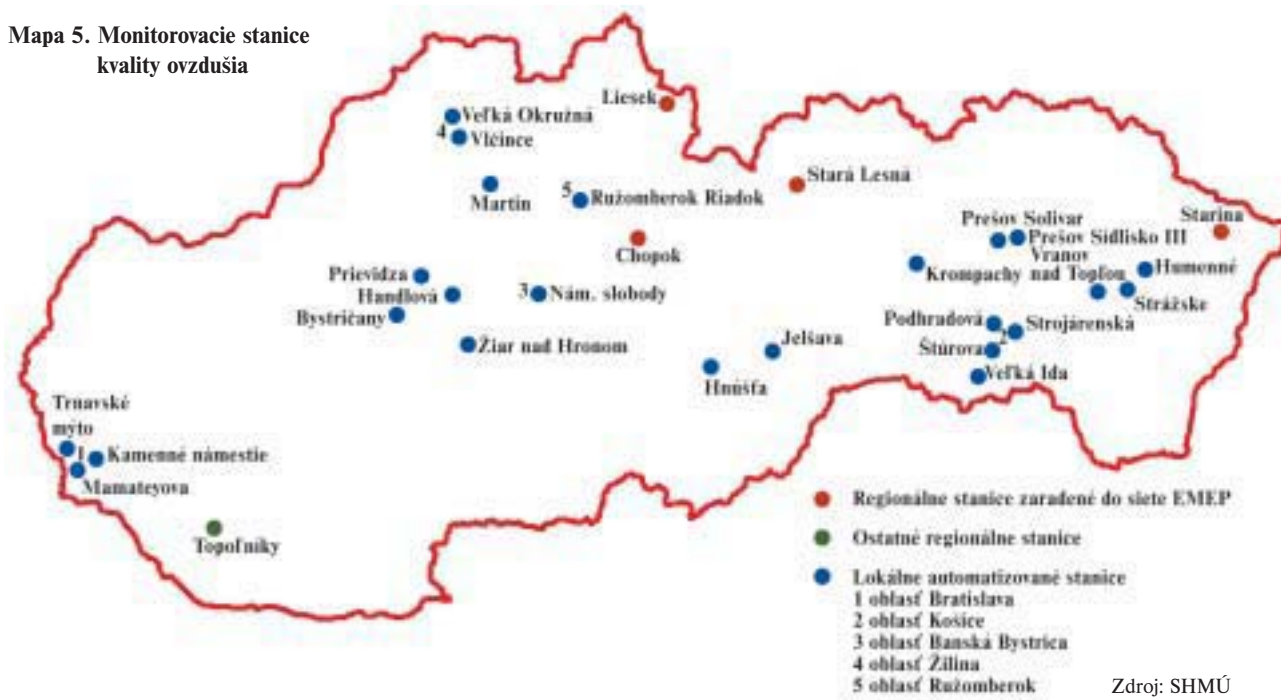 Mapa 5. Monitorovacie stanice
kvality ovzdušia
Liesek
Veľká Okružná
4
Vlčince
Martin
5
Ružomberok Riadok
Stará Lesná
Chopok
Starina
Prešov Solivar
Prešov Sídlisko III
Vranov
nad Topľou
Krompachy
Humenné
Strážske
Prievidza
Handlová
Bystričany
3
Nám. slobody
Žiar nad Hronom
Podhradová
2
Strojárenská
Štúrova
Veľká Ida
Jelšava
Hnúšťa
Trnavské
mýto
1
Kamenné námestie
Mamateyova
Topoľníky
Regionálne stanice zaradené do siete EMEP
Ostatné regionálne stanice
Lokálne automatizované stanice
1 oblasť Bratislava
2 oblasť Košice
3 oblasť Banská Bystrica
4 oblasť Žilina
5 oblasť Ružomberok
Zdroj: SHMÚ